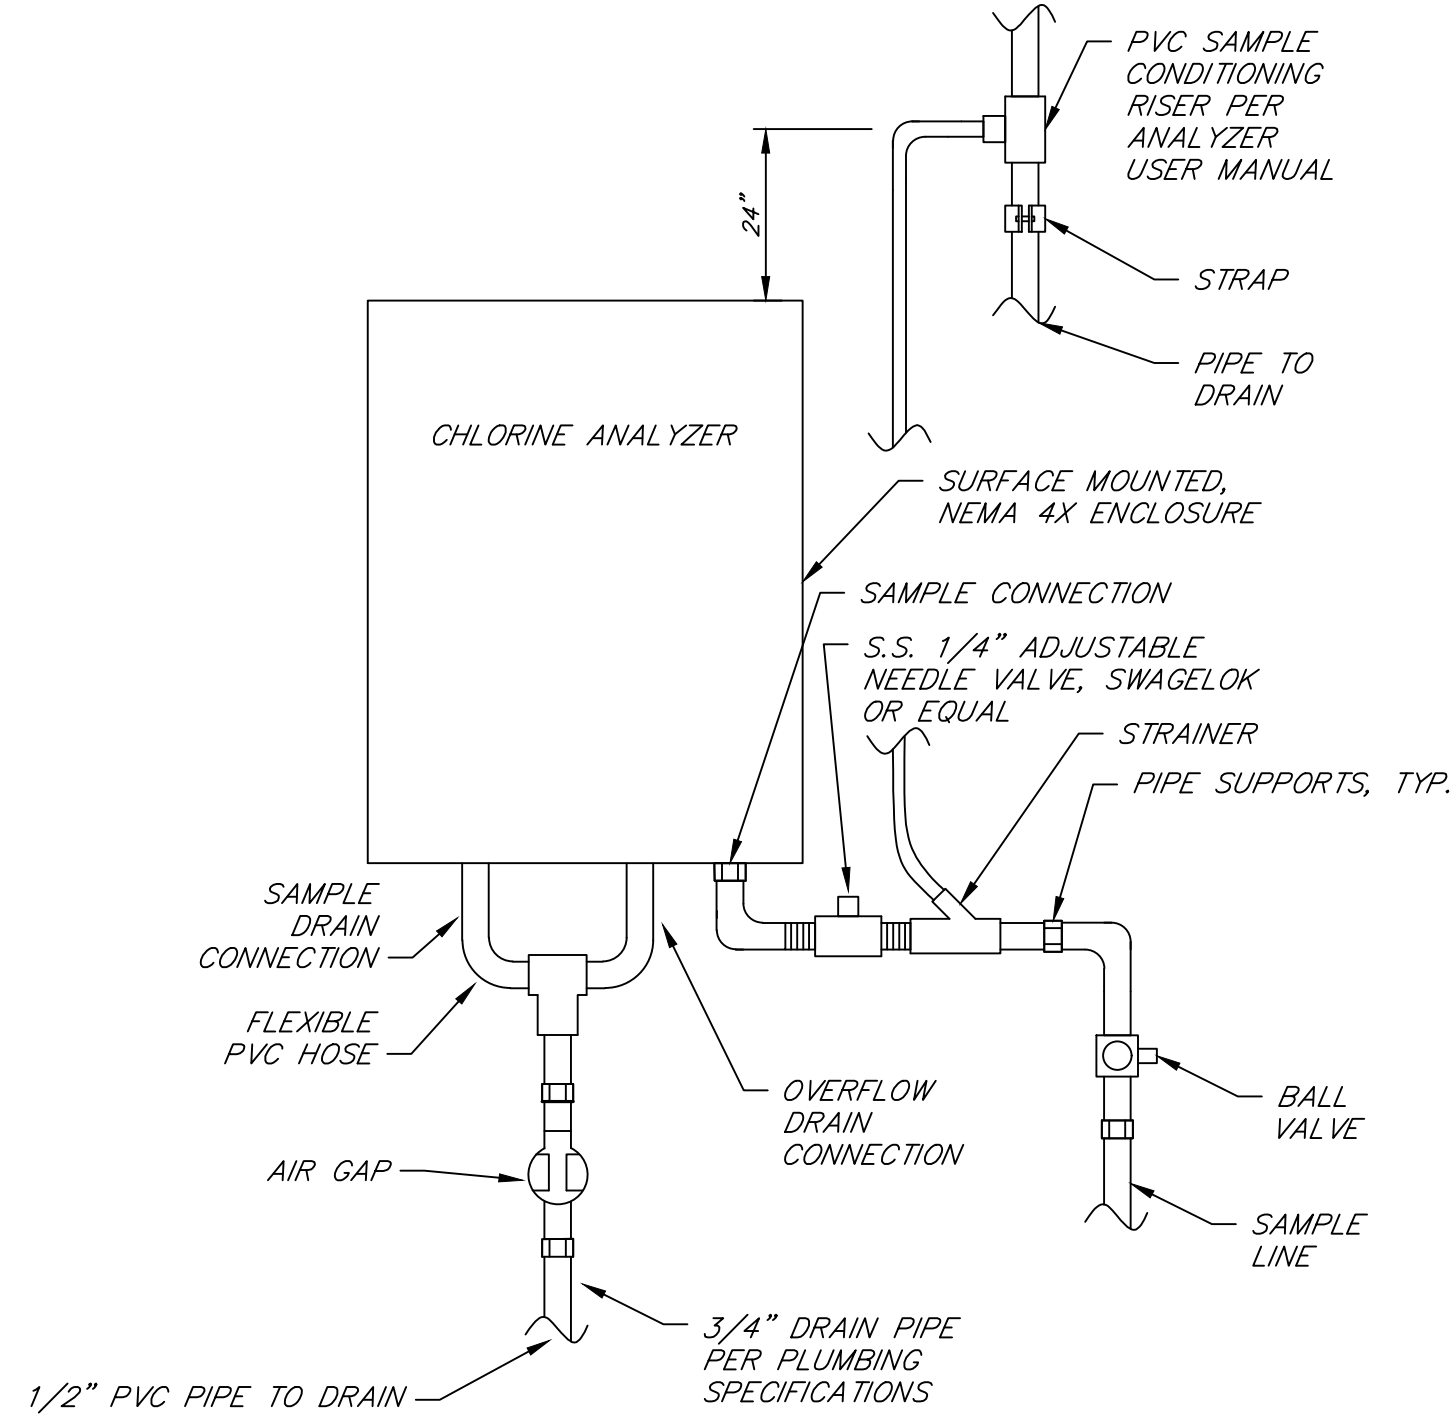 PVC SAMPLE
CONDITIONING
RISER PER
ANALYZER
USER MANUAL
24"
STRAP
PIPE TO
DRAIN
CHLORINE ANALYZER
SURFACE MOUNTED,
NEMA 4X ENCLOSURE
SAMPLE CONNECTION
S.S. 1/4" ADJUSTABLE
NEEDLE VALVE, SWAGELOK
OR EQUAL
STRAINER
PIPE SUPPORTS, TYP.
SAMPLE
DRAIN
CONNECTION
FLEXIBLE
PVC HOSE
OVERFLOW
DRAIN
CONNECTION
BALL
VALVE
AIR GAP
SAMPLE
LINE
3/4" DRAIN PIPE
PER PLUMBING
SPECIFICATIONS
1/2" PVC PIPE TO DRAIN